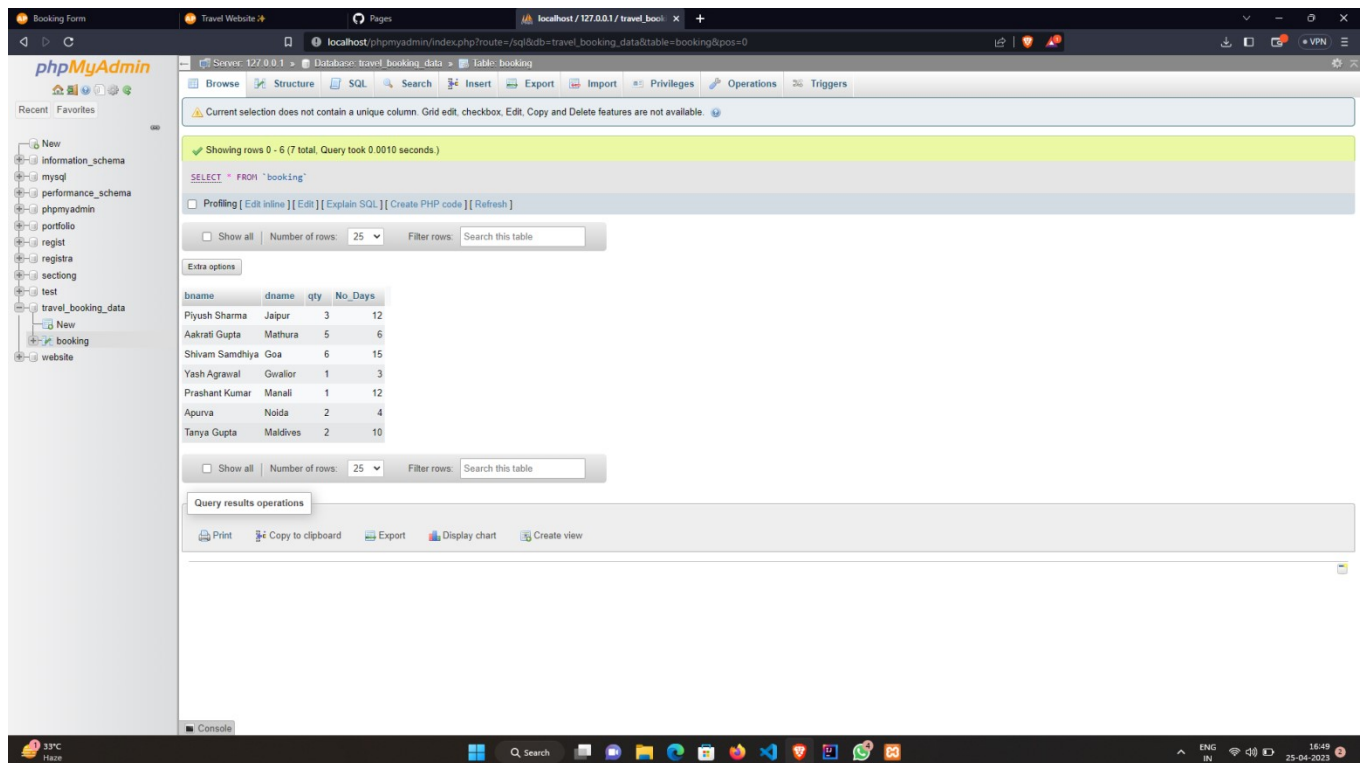 Booking Form
Travel Website ✈
Pages
localhost / 127.0.0.1 / travel_book
localhost/phpmyadmin/index.php?route=/sql&db=travel_booking_data&table=booking&pos=0
VPN
phpMyAdmin
Recent Favorites
New
information_schema
mysql
performance_schema
phpmyadmin
portfolio
regist
registra
sectiong
test
travel_booking_data
New
booking
website
Server: 127.0.0.1 » Database: travel_booking_data » Table: booking
Browse Structure SQL Search Insert Export Import Privileges Operations Triggers
Current selection does not contain a unique column. Grid edit, checkbox, Edit, Copy and Delete features are not available.
Showing rows 0 - 6 (7 total, Query took 0.0010 seconds.)
SELECT * FROM `booking`
Profiling [ Edit inline ] [ Edit ] [ Explain SQL ] [ Create PHP code ] [ Refresh ]
Show all | Number of rows: 25 Filter rows: Search this table
Extra options
bname dname qty No_Days
Piyush Sharma Jaipur 3 12
Aakrati Gupta Mathura 5 6
Shivam Samdhiya Goa 6 15
Yash Agrawal Gwalior 1 3
Prashant Kumar Manali 1 12
Apurva Noida 2 4
Tanya Gupta Maldives 2 10
Show all | Number of rows: 25 Filter rows: Search this table
Query results operations
Print Copy to clipboard Export Display chart Create view
Console
33°C
Haze
Search
ENG
IN
16:49
25-04-2023